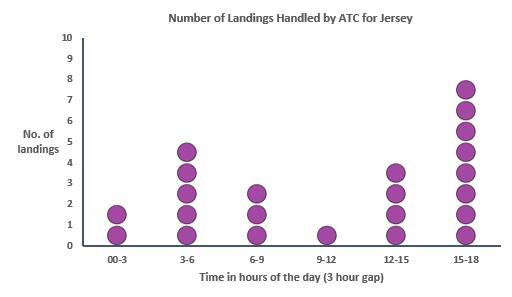 Number of Landings Handled by ATC for Jersey
10
9
8
7
6
5
4
3
2
1
0
No. of
landings
00-3 3-6 6-9 9-12 12-15 15-18
Time in hours of the day (3 hour gap)